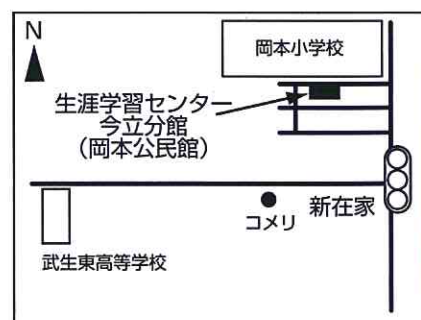 N
岡本小学校
生涯学習センター
今立分館
（岡本公民館）
新在家
コメリ
武生東高等学校